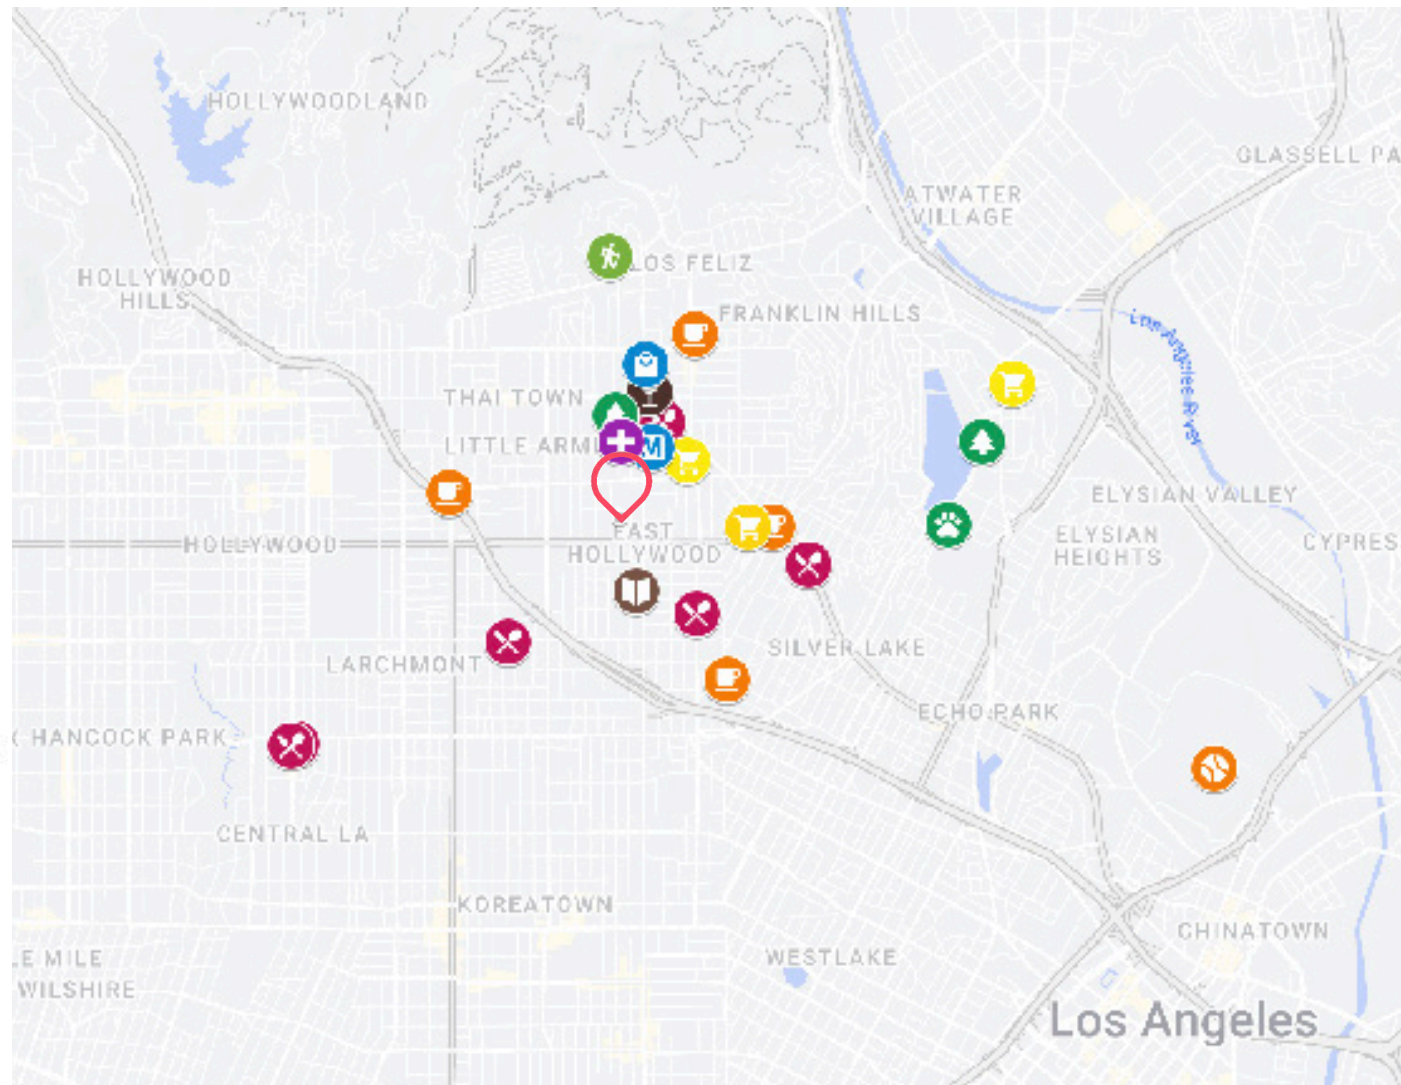 HOLLYWOODLAND
GLASSELL PA
ATWATER
VILLAGE
LOS FELIZ
HOLLYWOOD
HILLS
FRANKLIN HILLS
Los Angeles River
THAI TOWN
LITTLE ARM
M
ELYSIAN VALLEY
EAST
HOLLYWOOD
HOLLYWOOD
ELYSIAN
HEIGHTS
CYPRES
SILVER LAKE
LARCHMONT
ECHO PARK
HANCOCK PARK
CENTRAL LA
KOREATOWN
CHINATOWN
LE MILE
WILSHIRE
WESTLAKE
Los Angeles